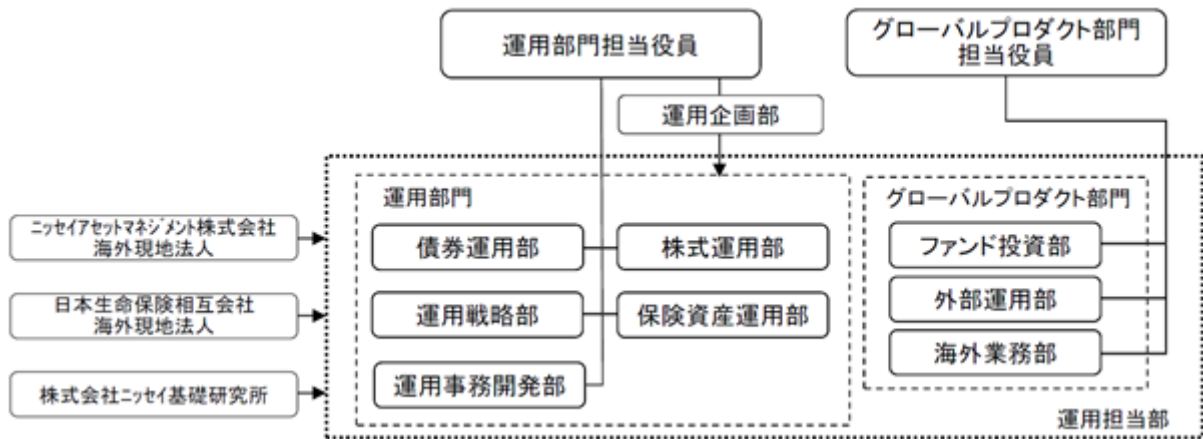 運用部門担当役員
グローバルプロダクト部門
担当役員
運用企画部
運用部門
グローバルプロダクト部門
ニッセイアセットマネジメント株式会社
海外現地法人
債券運用部
株式運用部
ファンド投資部
日本生命保険相互会社
海外現地法人
運用戦略部
保険資産運用部
外部運用部
海外業務部
株式会社ニッセイ基礎研究所
運用事務開発部
運用担当部